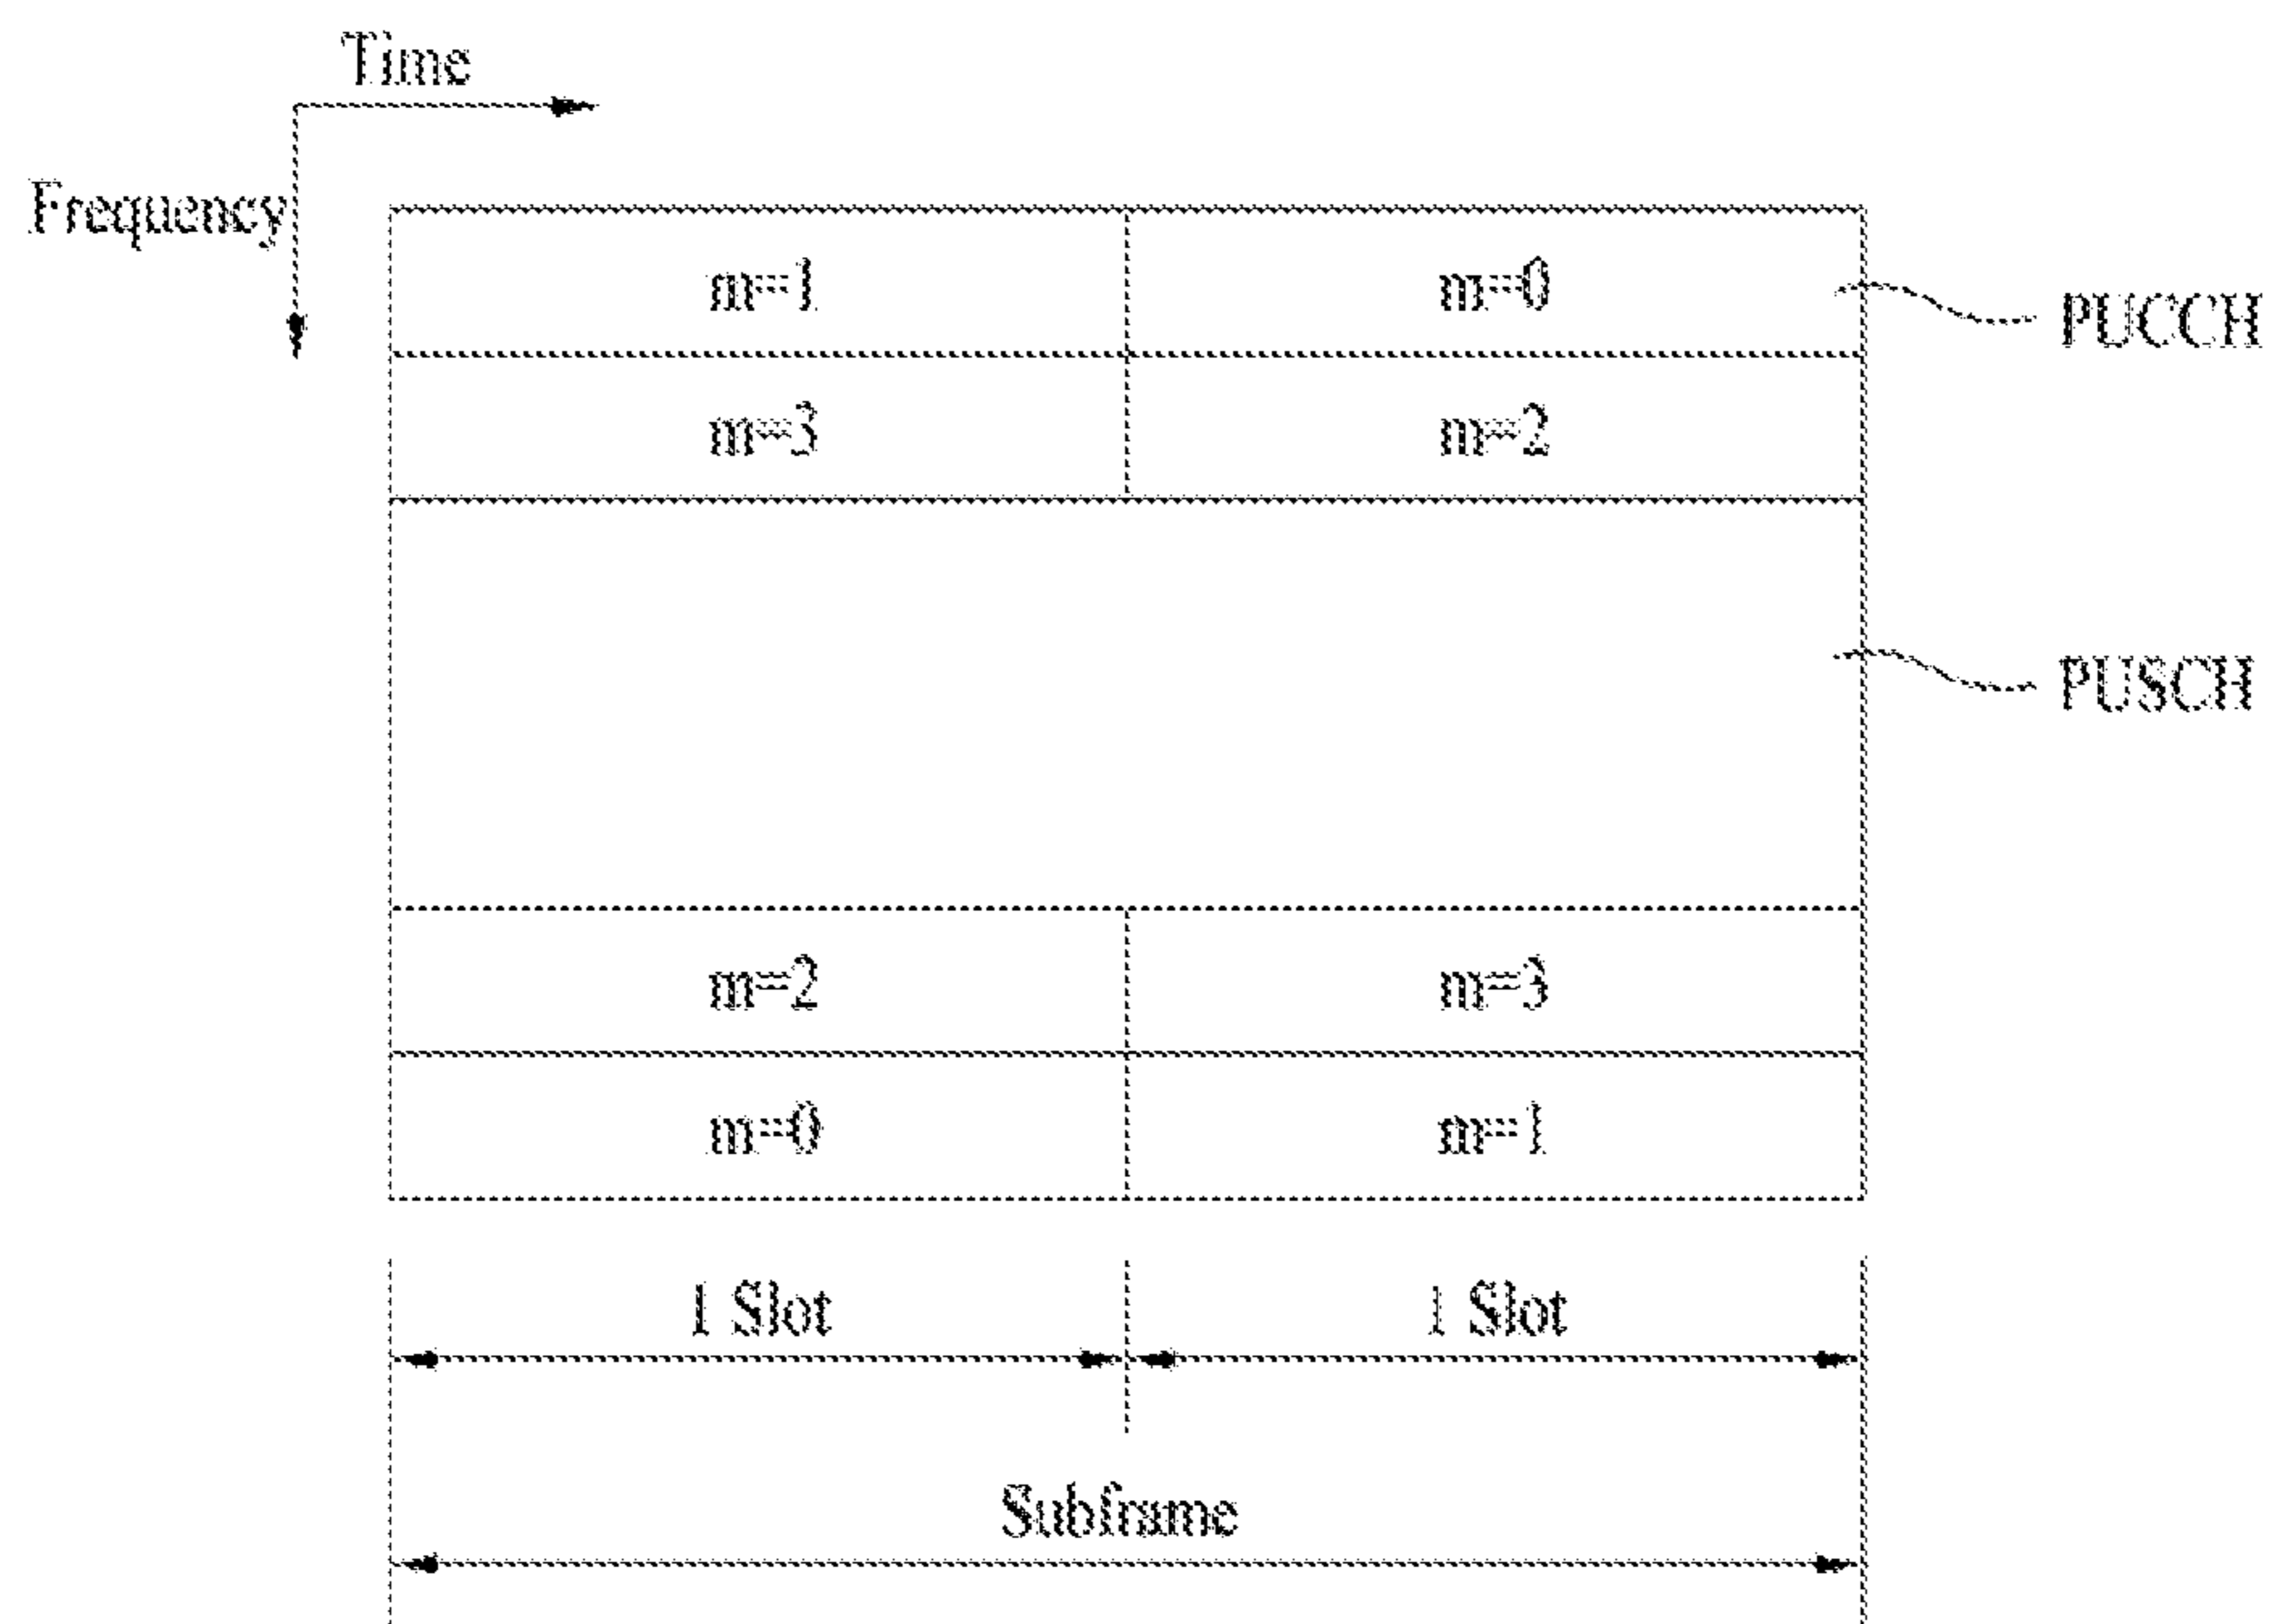 Time
Frequency
m=1 m=0
PUCCH
m=3 m=2
PUSCH
m=2 m=3
m=0 m=1
1 Slot 1 Slot
Subframe